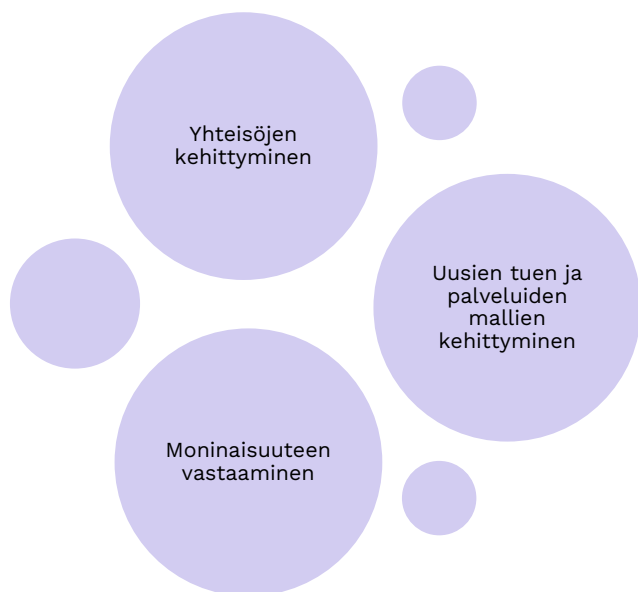 Yhteisöjen
kehittyminen
Uusien tuen ja
palveluiden
mallien
kehittyminen
Moninaisuuteen
vastaaminen